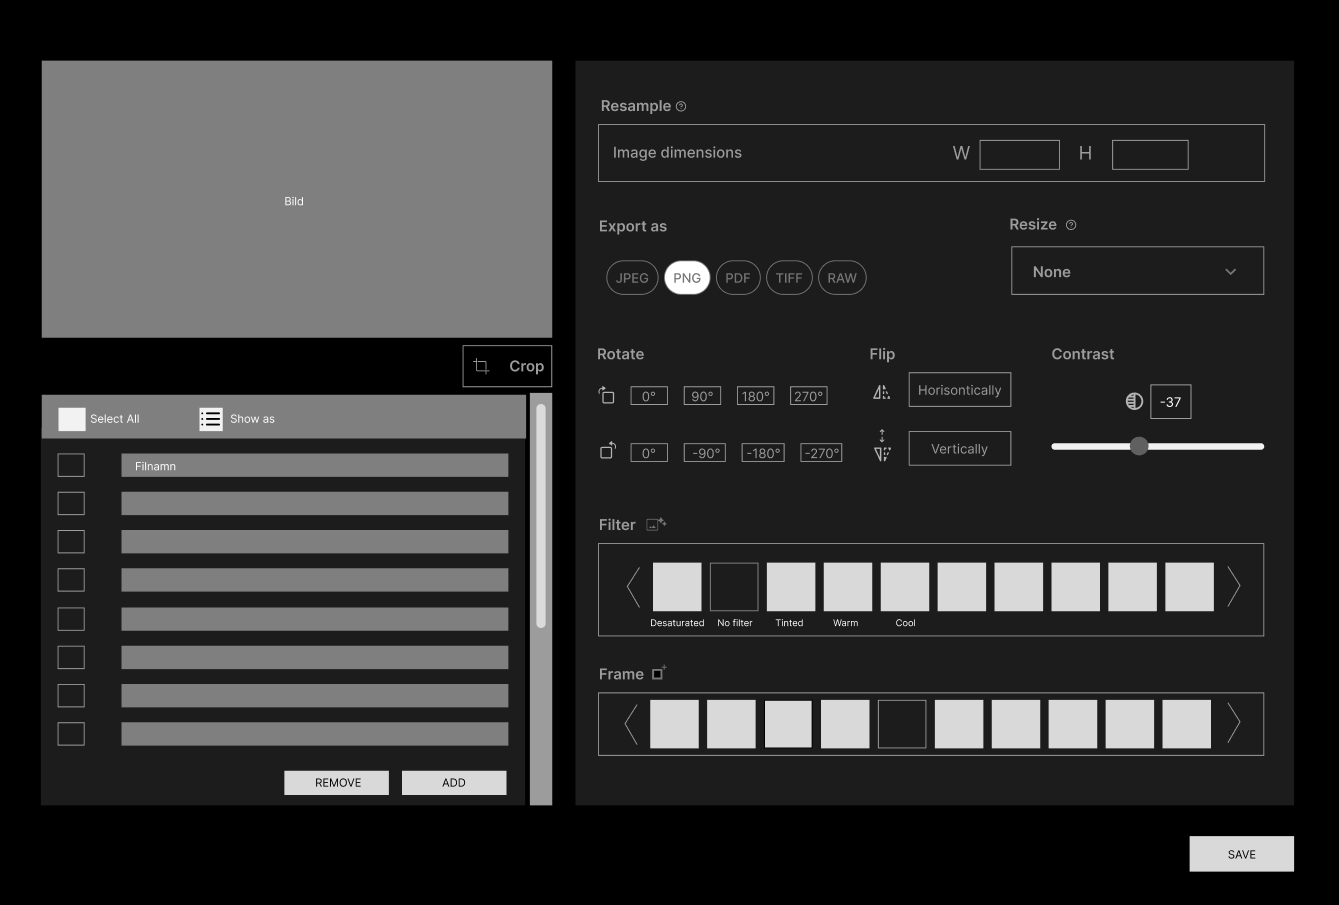 Bild
Crop
Select All
Show as
Filnamn
REMOVE
ADD
Resample
Image dimensions W H
Export as
JPEG PNG PDF TIFF RAW
Resize
None
Rotate
0° 90° 180° 270°
0° -90° -180° -270°
Flip
Horisontically
Vertically
Contrast
-37
Filter
Desaturated No filter Tinted Warm Cool
Frame
SAVE